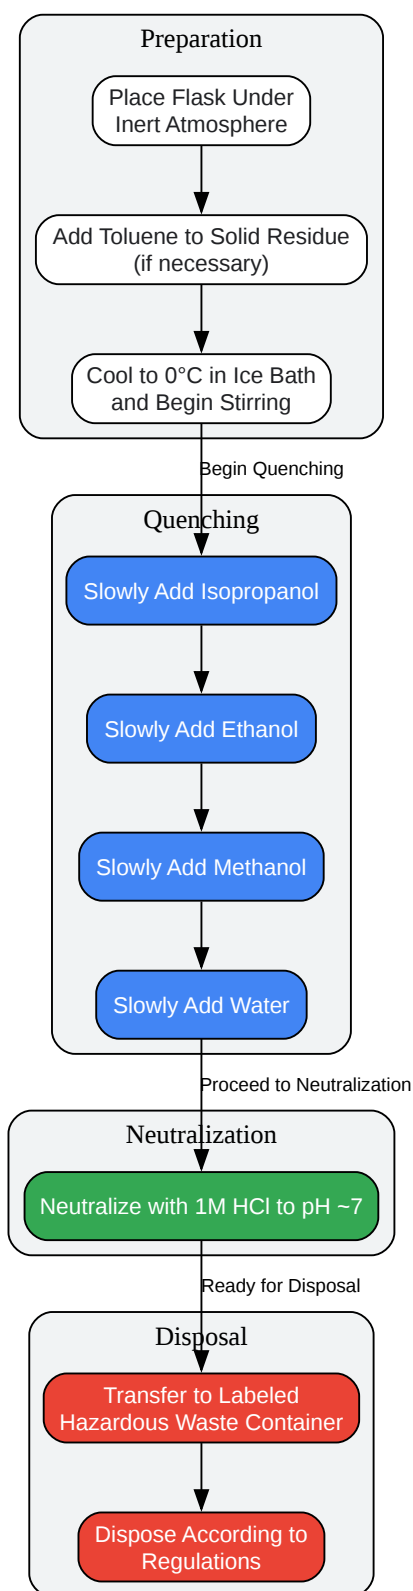 Preparation
Place Flask Under
Inert Atmosphere
Add Toluene to Solid Residue
(if necessary)
Cool to 0°C in Ice Bath
and Begin Stirring
Begin Quenching
Quenching
Slowly Add Isopropanol
Slowly Add Ethanol
Slowly Add Methanol
Slowly Add Water
Proceed to Neutralization
Neutralization
Neutralize with 1M HCl to pH ~7
Ready for Disposal
Disposal
Transfer to Labeled
Hazardous Waste Container
Dispose According to
Regulations